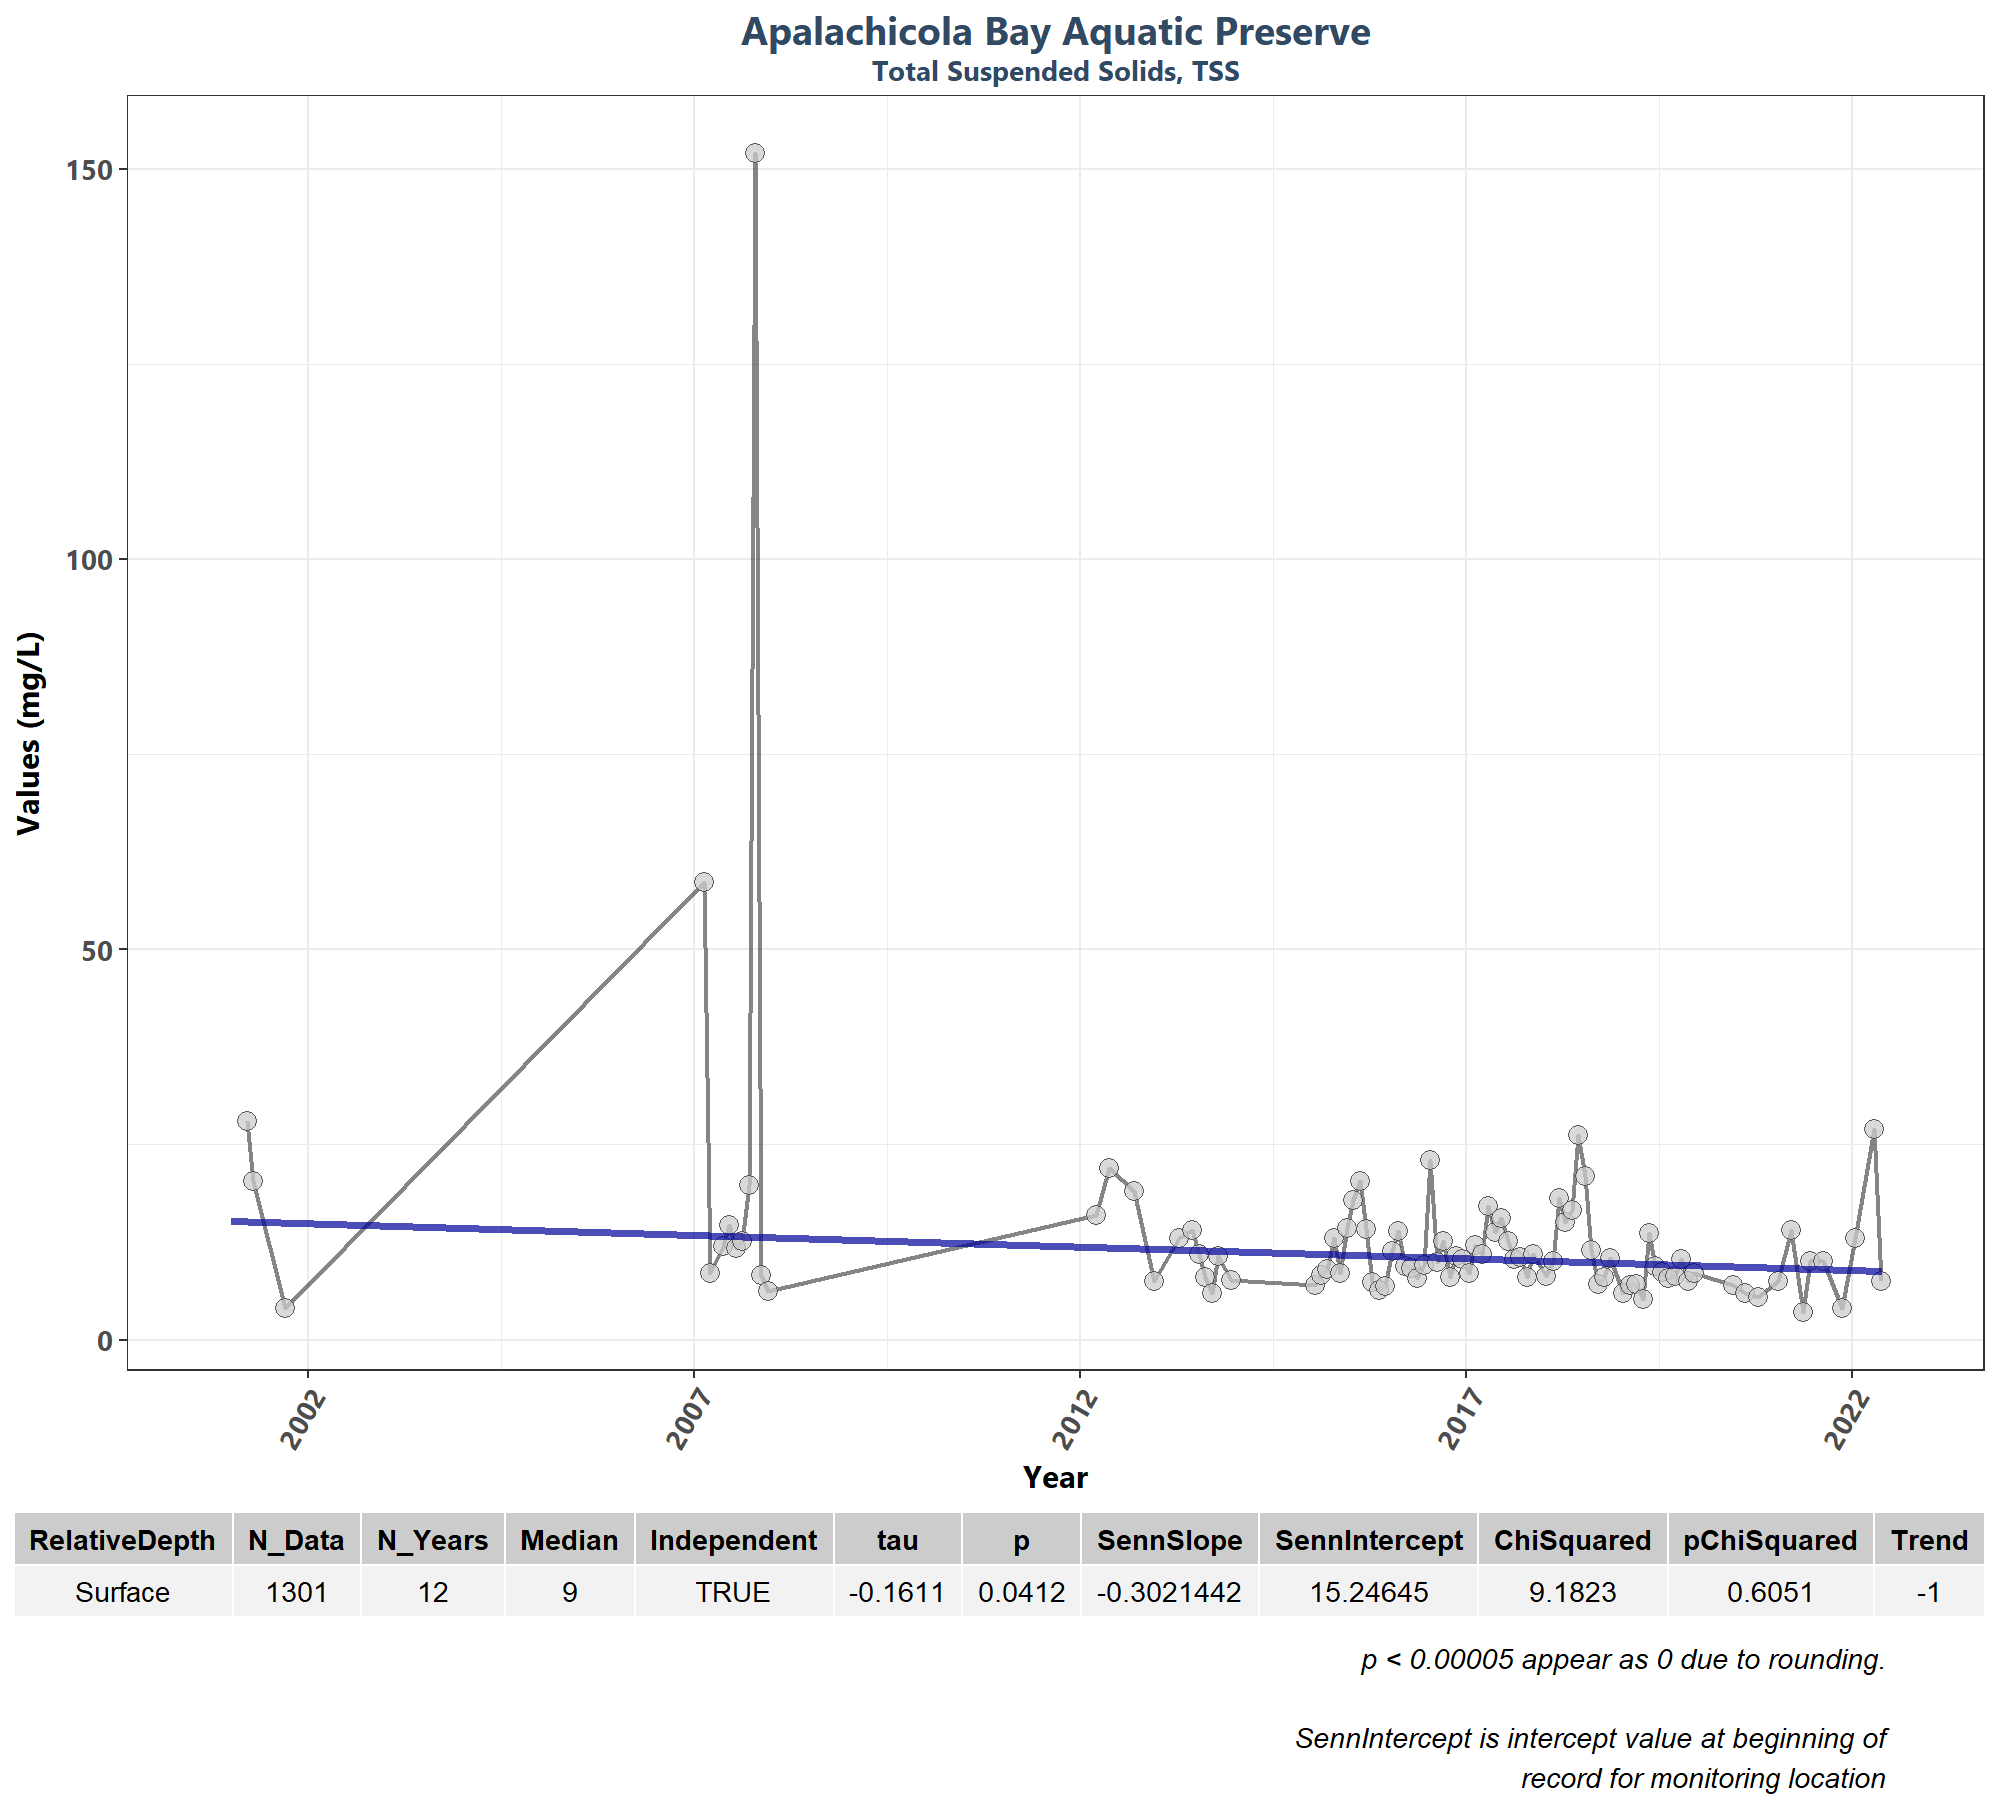 Apalachicola Bay Aquatic Preserve
Total Suspended Solids, TSS
Values (mg/L)
150
100
50
0
2002 2007 2012 2017 2022
Year
RelativeDepth N_Data N_Years Median Independent tau p SennSlope SennIntercept ChiSquared pChiSquared Trend
Surface 1301 12 9 TRUE -0.1611 0.0412 -0.3021442 15.24645 9.1823 0.6051 -1
p < 0.00005 appear as 0 due to rounding.
SennIntercept is intercept value at beginning of
record for monitoring location